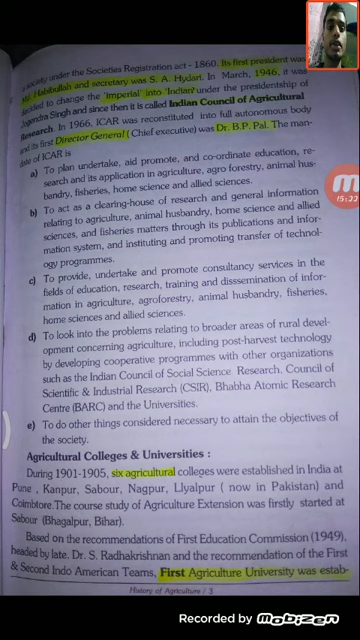 society under the Societies Registration act - 1860. Its first president was
Md. Habibullah and secretary was S. A. Hydari. In March, 1946, it was
decided to change the 'Imperial' into 'Indian' under the presidentship of
Jogendra Singh and since then it is called Indian Council of Agricultural
Research. In 1966, ICAR was reconstituted into full autonomous body
and its first Director General (Chief executive) was Dr. B.P. Pal. The man-
date of ICAR is
a) To plan undertake, aid promote, and co-ordinate education, re-
search and its application in agriculture, agro forestry, animal hus-
bandry, fisheries, home science and allied sciences.
b) To act as a clearing-house of research and general information
relating to agriculture, animal husbandry, home science and allied
sciences, and fisheries matters through its publications and infor-
mation system, and instituting and promoting transfer of technol-
ogy programmes.
c) To provide, undertake and promote consultancy services in the
fields of education, research, training and disssemination of infor-
mation in agriculture, agroforestry, animal husbandry, fisheries,
home sciences and allied sciences.
d) To look into the problems relating to broader areas of rural devel-
opment concerning agriculture, including post-harvest technology
by developing cooperative programmes with other organizations
such as the Indian Council of Social Science. Research. Council of
Scientific & Industrial Research (CSIR), Bhabha Atomic Research
Centre (BARC) and the Universities.
e) To do other things considered necessary to attain the objectives of
the society.
Agricultural Colleges & Universities :
During 1901-1905, six agricultural colleges were established in India at
Pune , Kanpur, Sabour, Nagpur, Llyalpur ( now in Pakistan) and
Coimbtore.The course study of Agriculture Extension was firstly started at
Sabour (Bhagalpur, Bihar).
Based on the recommendations of First Education Commission (1949),
headed by late. Dr. S. Radhakrishnan and the recommendation of the First
& Second Indo American Teams, First Agriculture University was estab-
History of Agriculture / 3
15:22
Recorded by mobizen